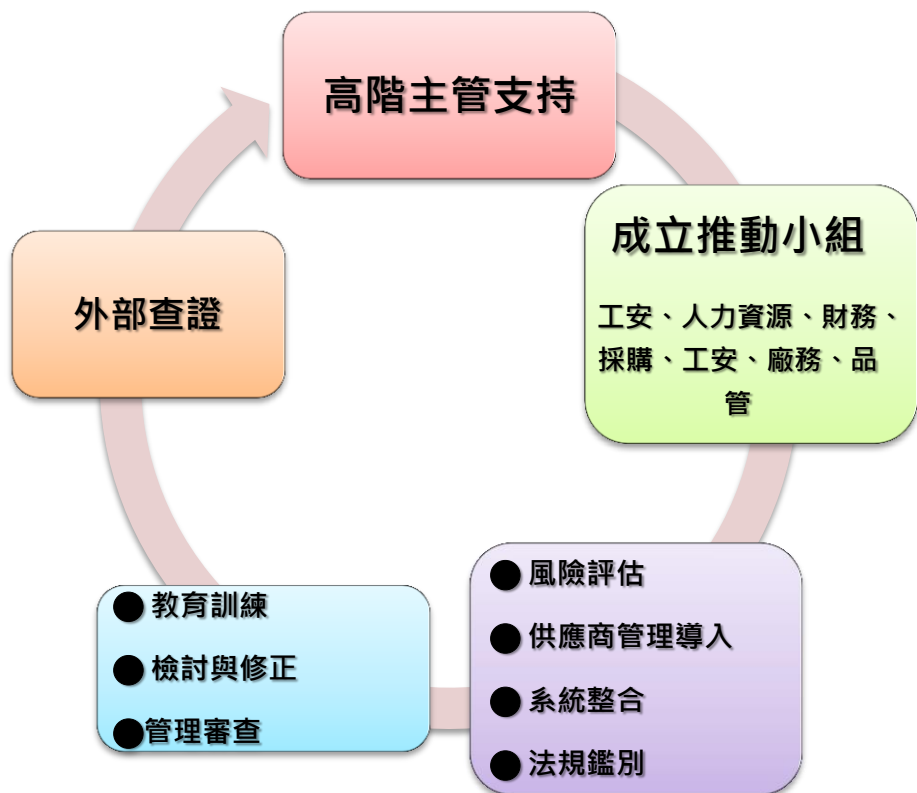 高階主管支持
成立推動小組
工安、人力資源、財務、
採購、工安、廠務、品
管
● 風險評估
● 供應商管理導入
● 系統整合
● 法規鑑別
● 教育訓練
● 檢討與修正
●管理審查
外部查證